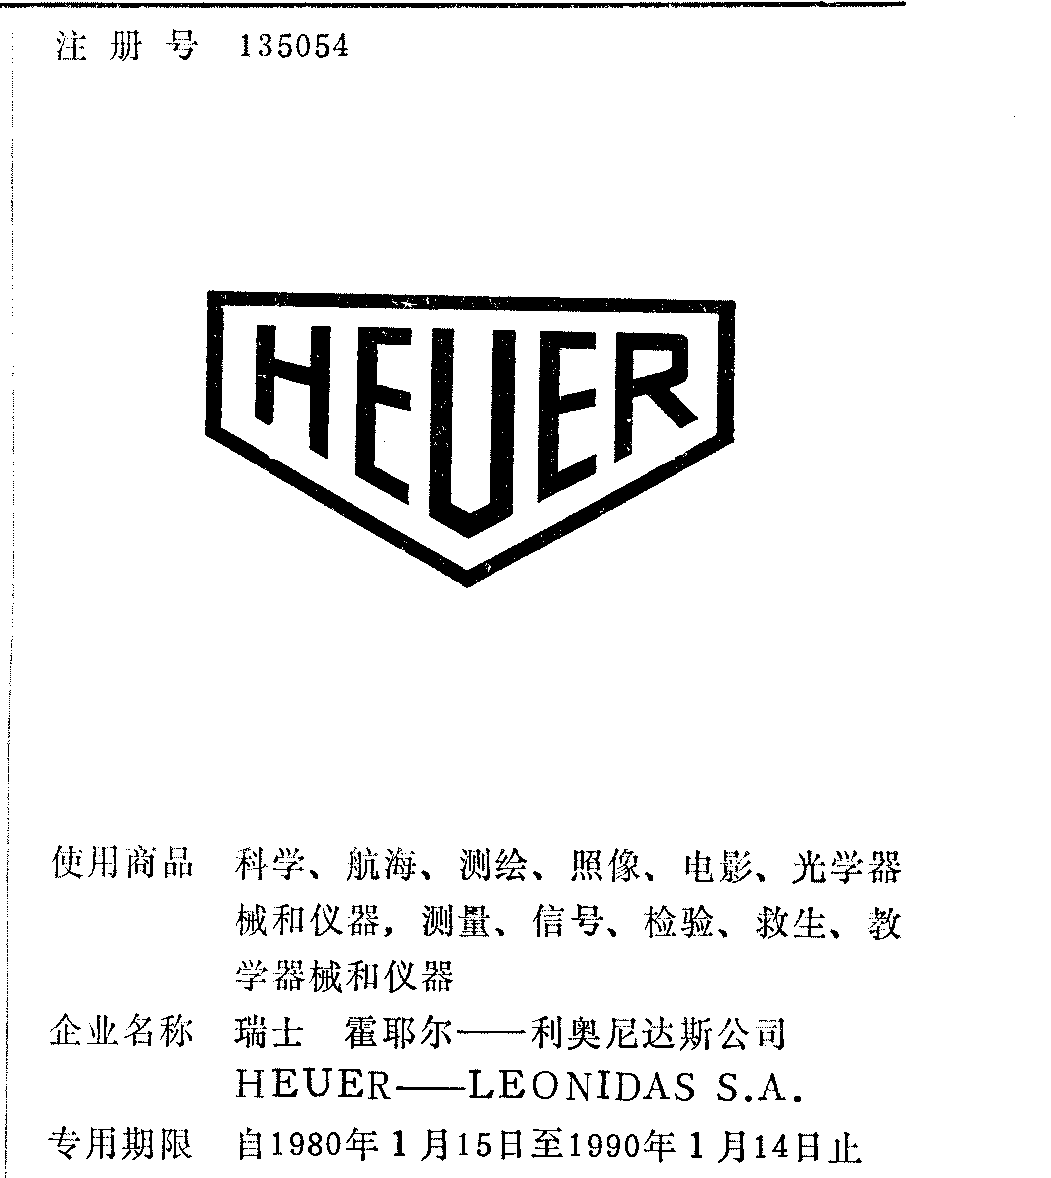 注册号 135054
HEUER
使用商品 科学、航海、测绘、照像、电影、光学器
械和仪器，测量、信号、检验、救生、教
学器械和仪器
企业名称 瑞士 霍耶尔——利奥尼达斯公司
HEUER——LEONIDAS S.A.
专用期限 自1980年1月15日至1990年1月14日止